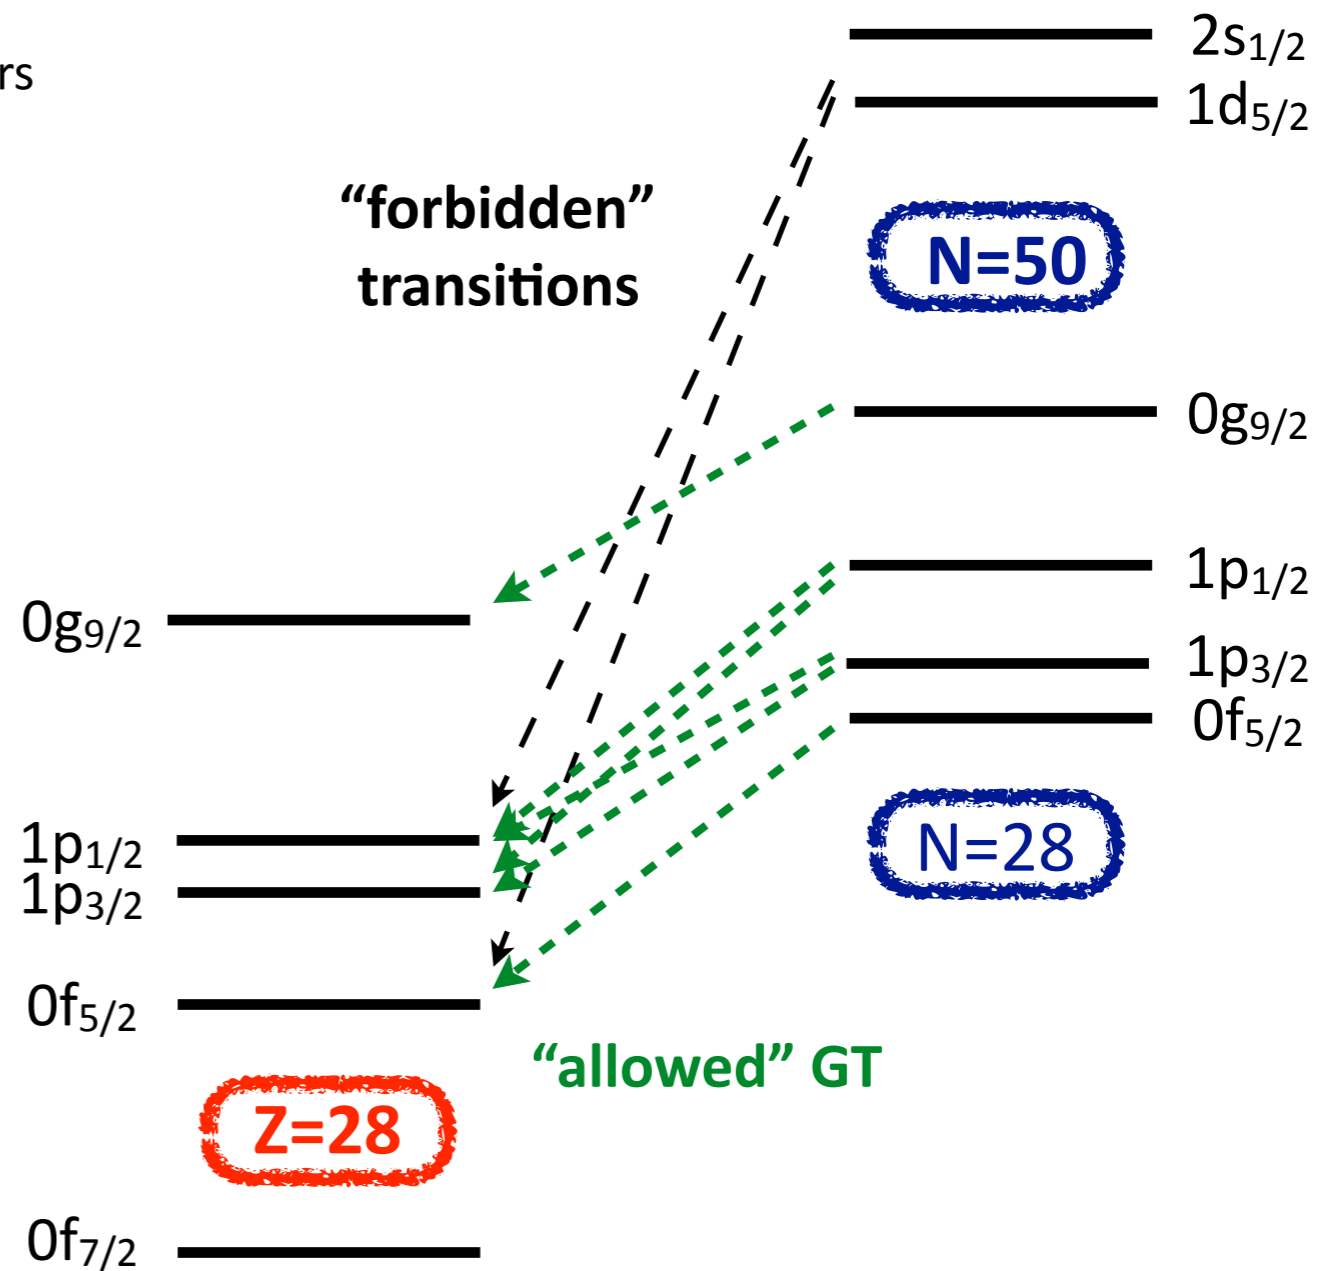 rs
2s1/2
1d5/2
“forbidden”
transitions
N=50
0g9/2
1p1/2
1p3/2
0f5/2
N=28
0g9/2
1p1/2
1p3/2
0f5/2
“allowed” GT
Z=28
0f7/2